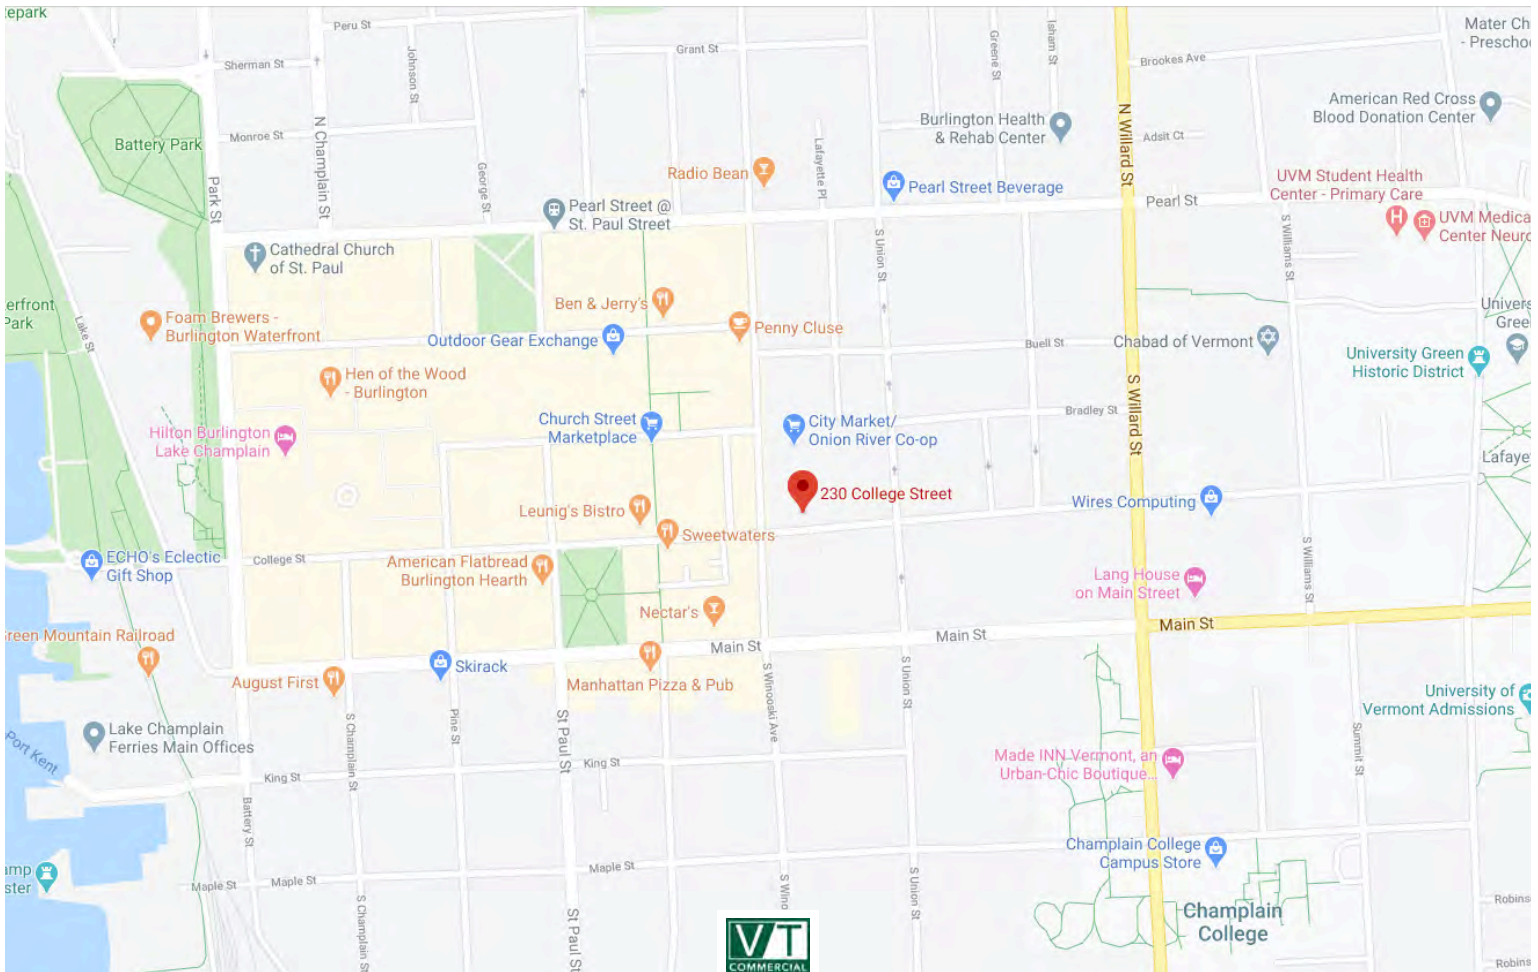 epark
Peru St
Sherman St
Johnson St
Grant St
Greene St
Isham St
Mater Ch
- Prescho
Brookes Ave
Battery Park
Monroe St
N Champlain St
George St
Park St
Radio Bean
Lafayette Pl
Burlington Health
& Rehab Center
N Willard St
Adsit Ct
American Red Cross
Blood Donation Center
Pearl Street Beverage
Pearl St
UVM Student Health
Center - Primary Care
UVM Medica
Center Neuro
Pearl Street @
St. Paul Street
Cathedral Church
of St. Paul
S Union St
S Williams St
erfront
Park
Lake St
Foam Brewers -
Burlington Waterfront
Ben & Jerry's
Outdoor Gear Exchange
Penny Cluse
Buell St
Chabad of Vermont
Univers
Gree
University Green
Historic District
Hen of the Wood
- Burlington
S Willard St
Bradley St
Hilton Burlington
Lake Champlain
Church Street
Marketplace
City Market/
Onion River Co-op
Lafaye
230 College Street
Wires Computing
Leunig's Bistro
Sweetwaters
ECHO's Eclectic
Gift Shop
College St
American Flatbread
Burlington Hearth
Lang House
on Main Street
S Williams St
Nectar's
Main St
Main St
Main St
Green Mountain Railroad
August First
Skirack
Manhattan Pizza & Pub
S Winooski Ave
S Union St
University of
Vermont Admissions
Lake Champlain
Ferries Main Offices
Port Kent
S Champlain St
Pine St
St Paul St
Summit St
King St
King St
Made INN Vermont, an
Urban-Chic Boutique...
Battery St
Champlain College
Campus Store
Maple St
Maple St
Maple St
amp
ster
S Champlain St
St Paul St
S Wino
S Union St
Champlain
College
Robins
Robins
VT
COMMERCIAL